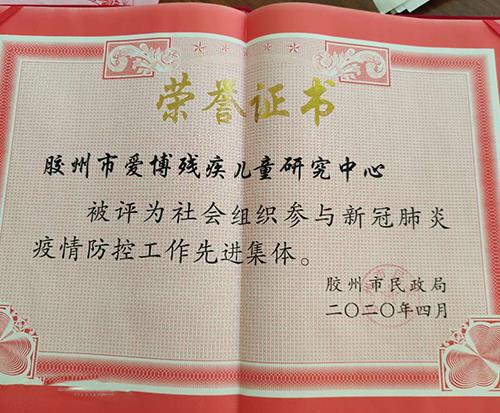 荣誉证书
胶州市爱博残疾儿童研究中心
被评为社会组织参与新冠肺炎
疫情防控工作先进集体。
胶州市民政局
二〇二〇年四月